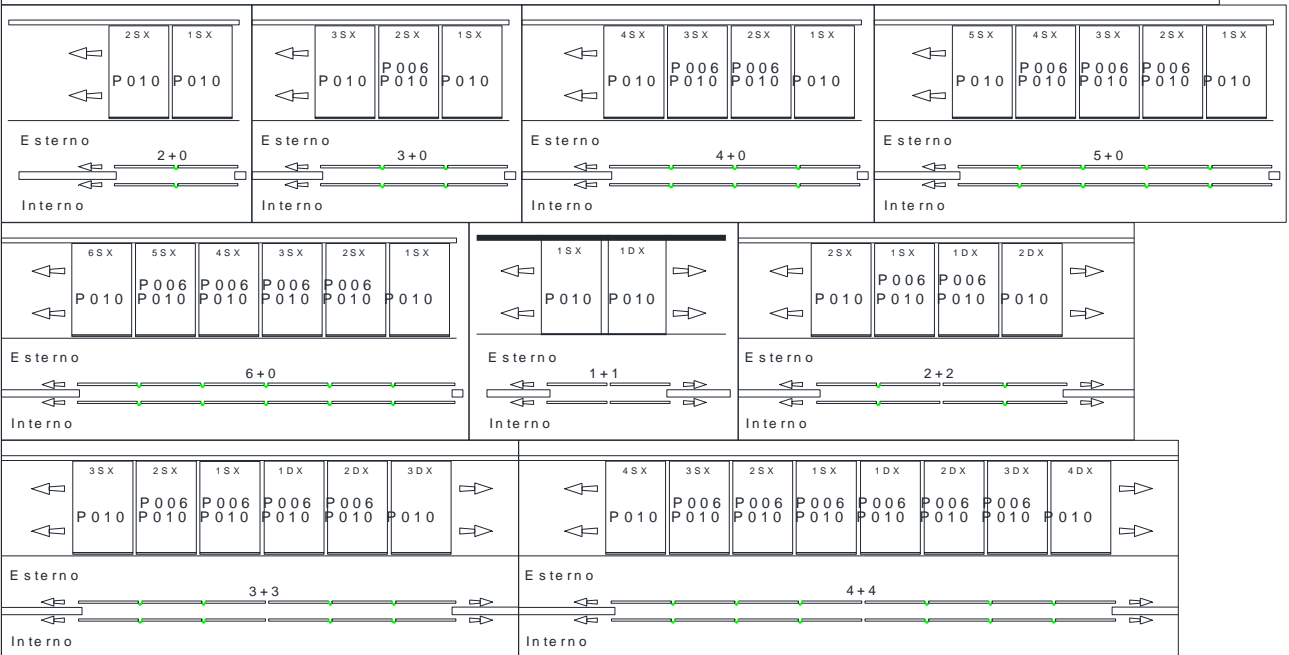 2SX 1SX
P010 P010
Esterno
2+0
Interno
3SX 2SX 1SX
P006
P010 P010 P010
Esterno
3+0
Interno
4SX 3SX 2SX 1SX
P006 P006
P010 P010 P010 P010
Esterno
4+0
Interno
5SX 4SX 3SX 2SX 1SX
P006 P006 P006
P010 P010 P010 P010 P010
Esterno
5+0
Interno
6SX 5SX 4SX 3SX 2SX 1SX
P006 P006 P006 P006
P010 P010 P010 P010 P010 P010
Esterno
6+0
Interno
1SX 1DX
P010 P010
Esterno
1+1
Interno
2SX 1SX 1DX 2DX
P006 P006
P010 P010 P010 P010
Esterno
2+2
Interno
3SX 2SX 1SX 1DX 2DX 3DX
P006 P006 P006 P006
P010 P010 P010 P010 P010 P010
Esterno
3+3
Interno
4SX 3SX 2SX 1SX 1DX 2DX 3DX 4DX
P006 P006 P006 P006 P006 P006
P010 P010 P010 P010 P010 P010 P010 P010
Esterno
4+4
Interno